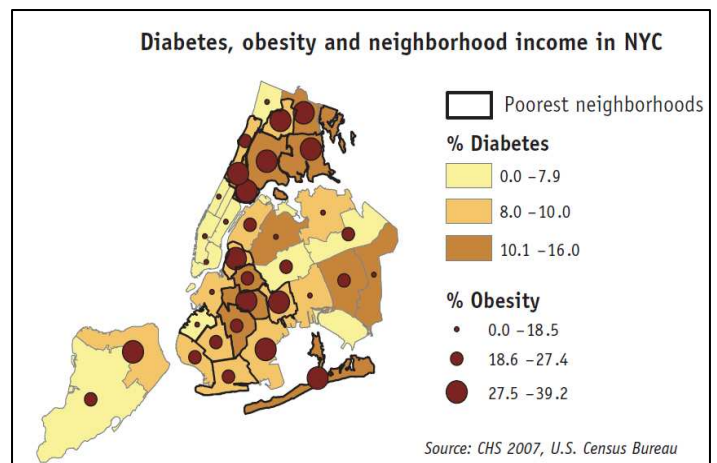 Diabetes, obesity and neighborhood income in NYC
Poorest neighborhoods
% Diabetes
0.0 –7.9
8.0 –10.0
10.1 –16.0
% Obesity
0.0 –18.5
18.6 –27.4
27.5 –39.2
Source: CHS 2007, U.S. Census Bureau